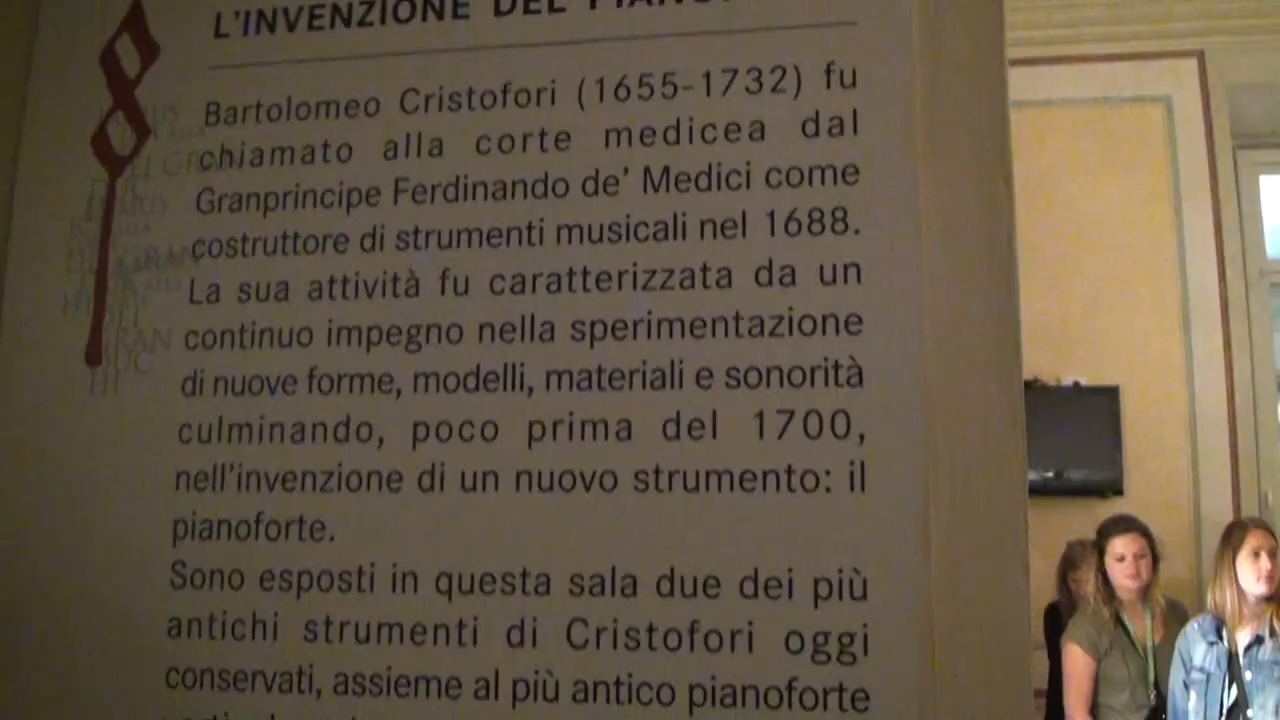 L'INVENZIONE DEL
Bartolomeo Cristofori (1655-1732) fu
chiamato alla corte medicea dal
Granprincipe Ferdinando de' Medici come
costruttore di strumenti musicali nel 1688.
La sua attività fu caratterizzata da un
continuo impegno nella sperimentazione
di nuove forme, modelli, materiali e sonorità
culminando, poco prima del 1700,
nell'invenzione di un nuovo strumento: il
pianoforte.
Sono esposti in questa sala due dei più
antichi strumenti di Cristofori oggi
conservati, assieme al più antico pianoforte